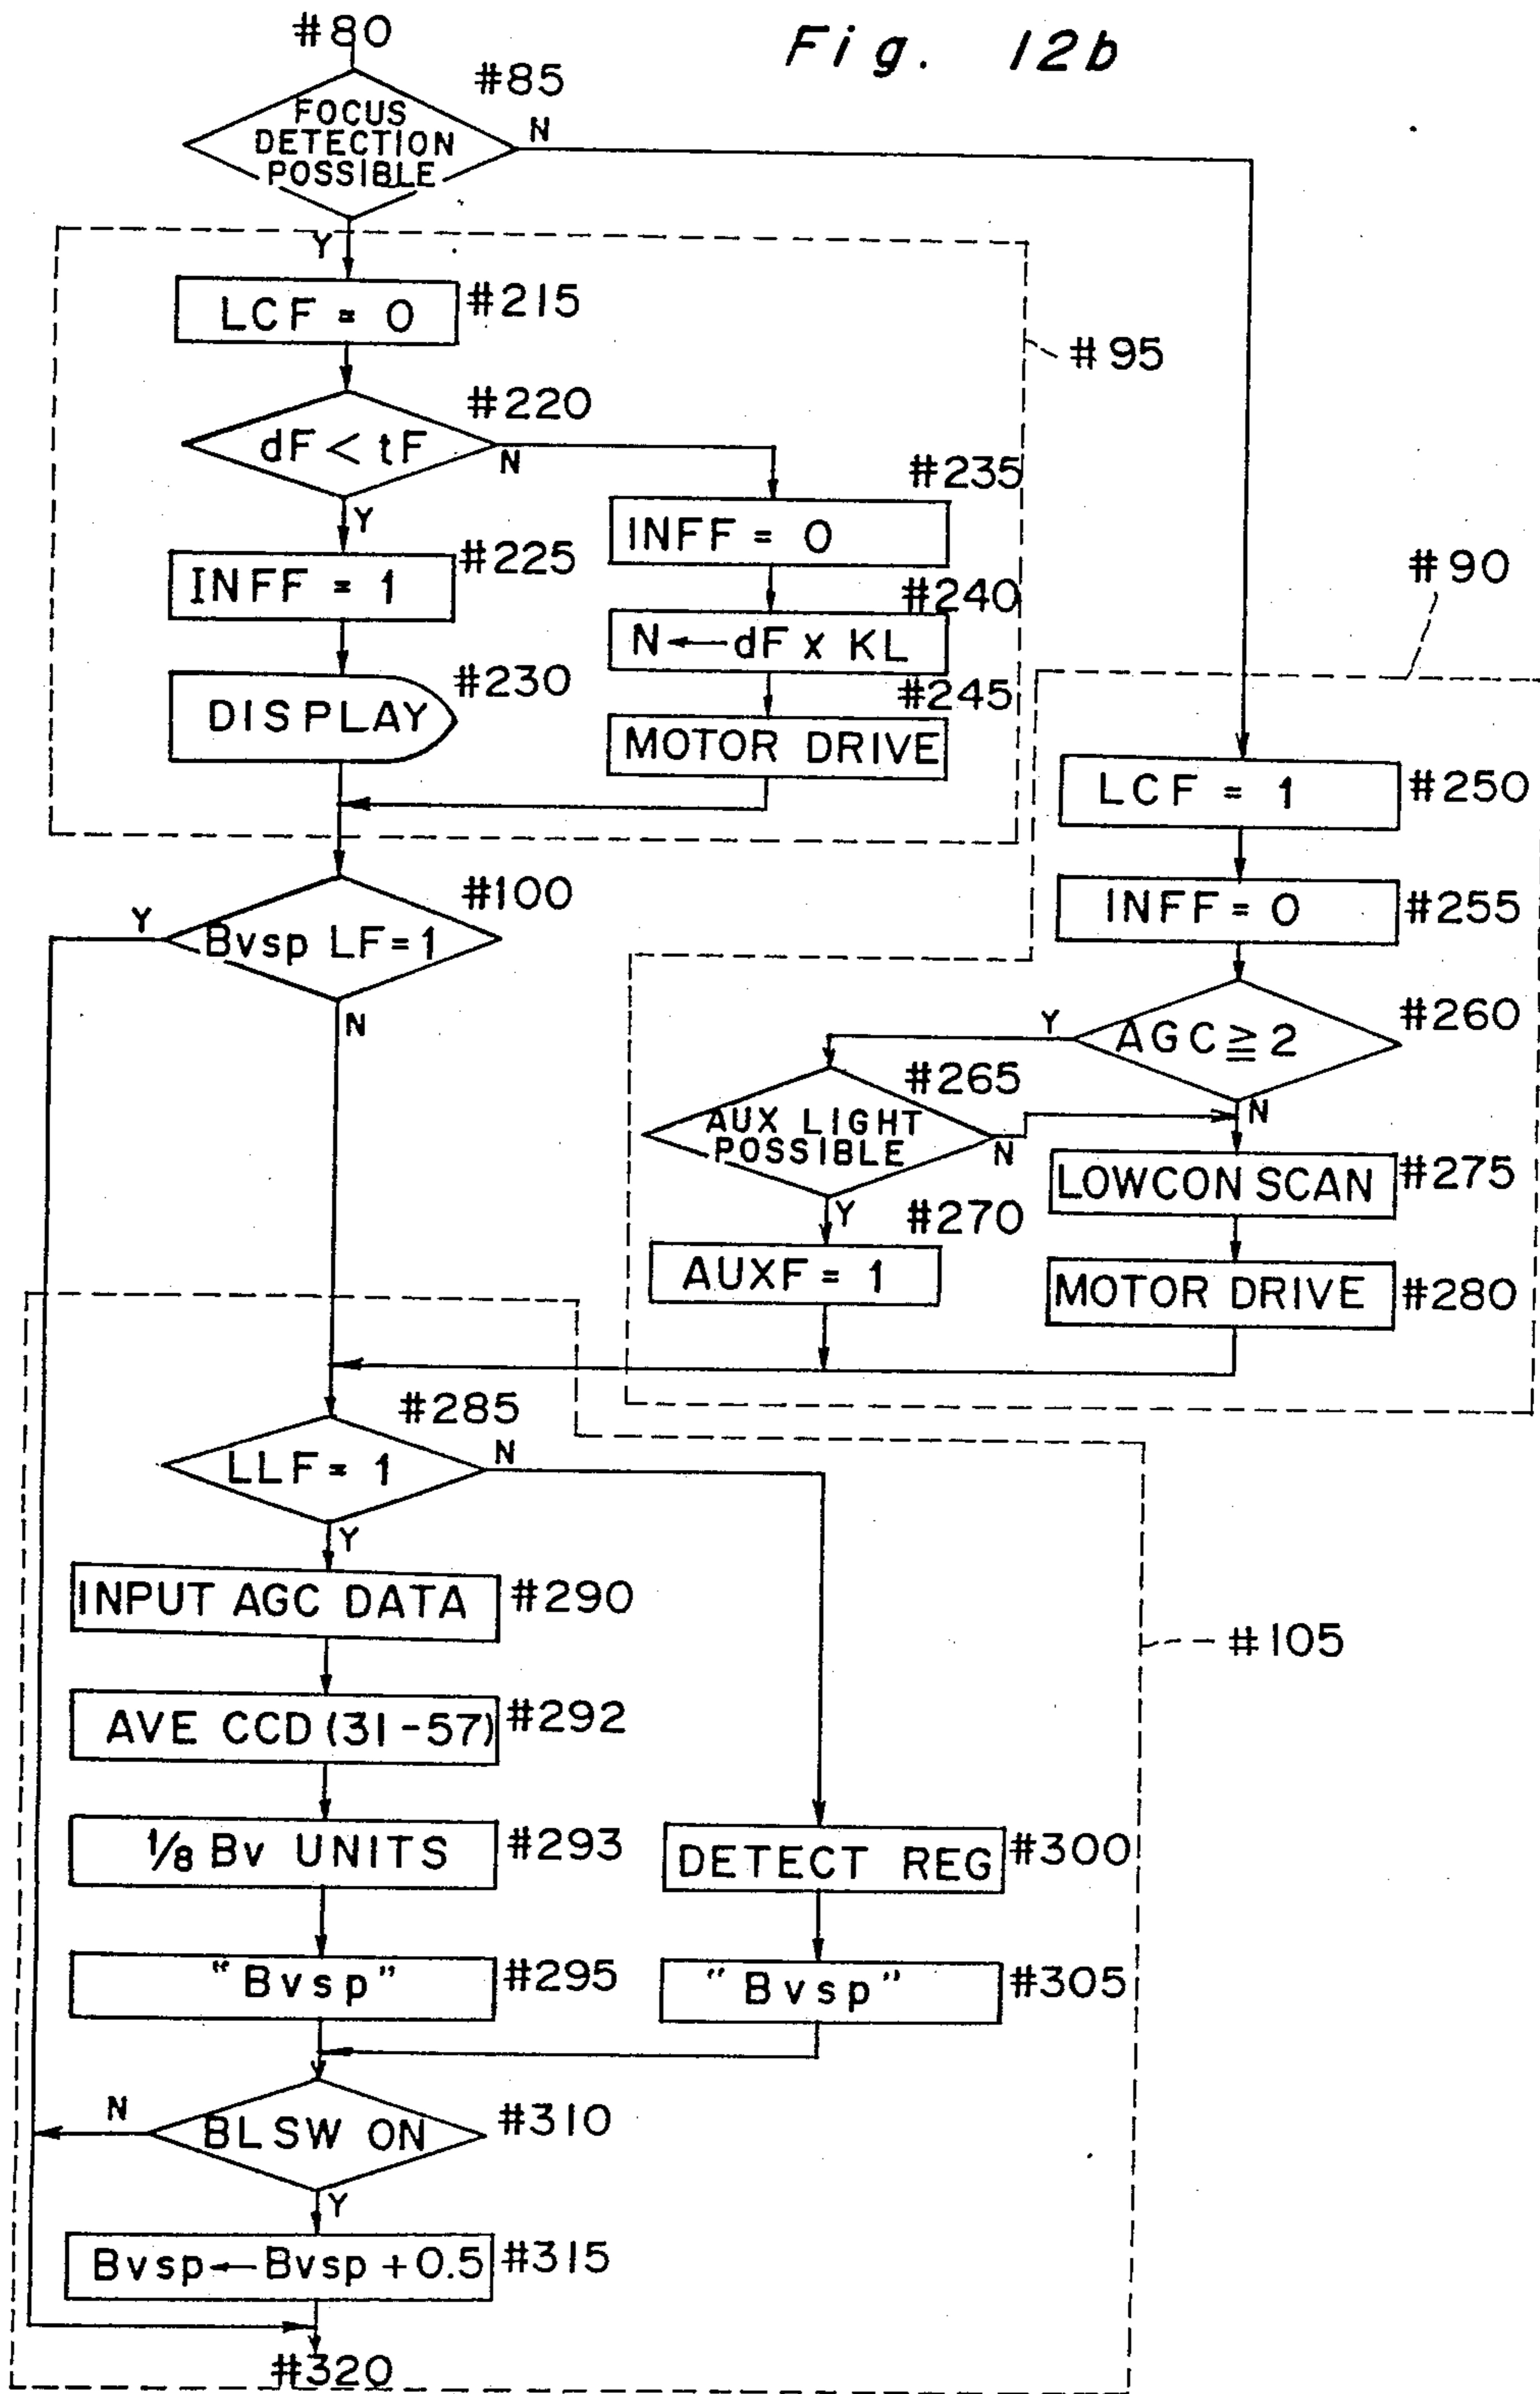 Fig. 12b
#80
#85
FOCUS
DETECTION
POSSIBLE
N
Y
LCF = 0
#215
#95
dF < tF
#220
N
Y
#235
INFF = 0
INFF = 1
#225
#240
N ← dF x KL
#90
DISPLAY
#230
#245
MOTOR DRIVE
LCF = 1
#250
Y
Bvsp LF=1
#100
N
INFF = 0
#255
AGC ≧ 2
#260
Y
N
#265
AUX LIGHT
POSSIBLE
N
Y
LOWCON SCAN
#275
#270
AUXF = 1
MOTOR DRIVE
#280
#285
LLF = 1
N
Y
INPUT AGC DATA
#290
#105
AVE CCD (31-57)
#292
1/8 Bv UNITS
#293
DETECT REG
#300
"Bvsp"
#295
"Bvsp"
#305
N
BLSW ON
#310
Y
Bvsp ← Bvsp + 0.5
#315
#320